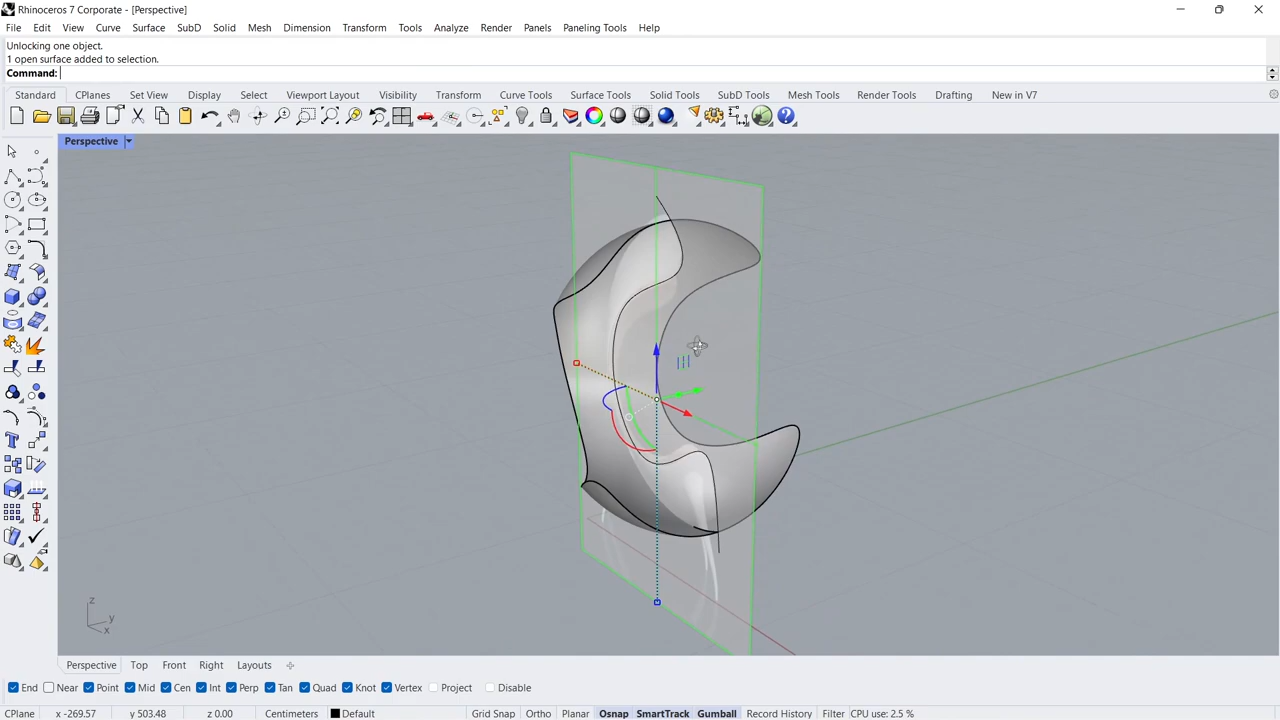 Rhinoceros 7 Corporate - [Perspective]
File Edit View Curve Surface SubD Solid Mesh Dimension Transform Tools Analyze Render Panels Paneling Tools Help
Unlocking one object.
1 open surface added to selection.
Command:
Standard CPlanes Set View Display Select Viewport Layout Visibility Transform Curve Tools Surface Tools Solid Tools SubD Tools Mesh Tools Render Tools Drafting New in V7
Perspective
z
y
x
Perspective Top Front Right Layouts
End Near Point Mid Cen Int Perp Tan Quad Knot Vertex Project Disable
CPlane x -269.57 y 503.48 z 0.00 Centimeters Default Grid Snap Ortho Planar Osnap SmartTrack Gumball Record History Filter CPU use: 2.5 %